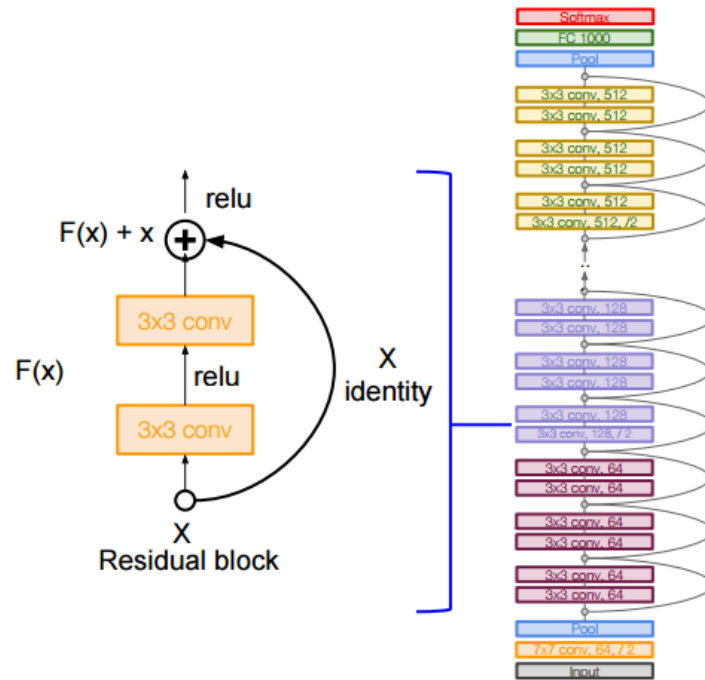 relu
F(x) + x
3x3 conv
F(x)
relu
X
identity
3x3 conv
X
Residual block
Softmax
FC 1000
Pool
3x3 conv, 512
3x3 conv, 512
3x3 conv, 512
3x3 conv, 512
3x3 conv, 512
3x3 conv, 512, /2
..
3x3 conv, 128
3x3 conv, 128
3x3 conv, 128
3x3 conv, 128
3x3 conv, 128
3x3 conv, 128, / 2
3x3 conv, 64
3x3 conv, 64
3x3 conv, 64
3x3 conv, 64
3x3 conv, 64
3x3 conv, 64
Pool
7x7 conv, 64, / 2
Input